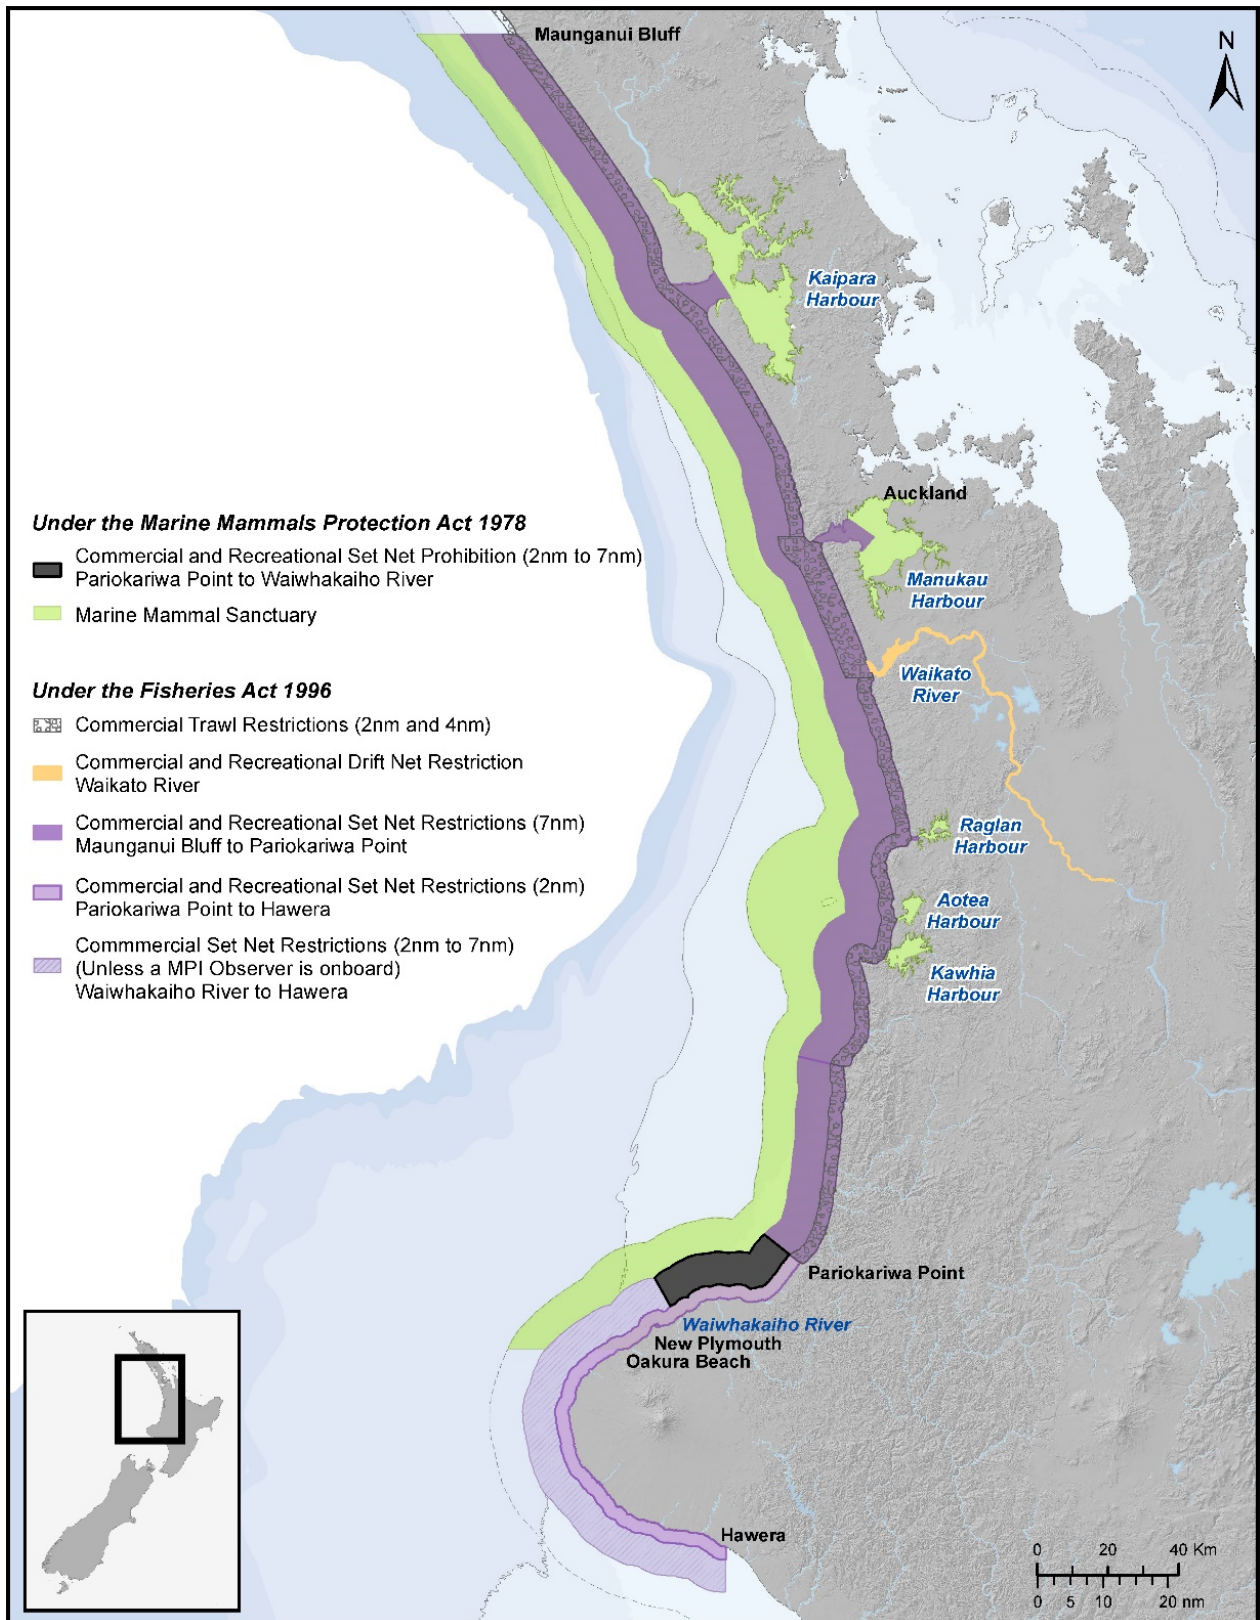 Maunganui Bluff
N
Kaipara
Harbour
Auckland
Manukau
Harbour
Waikato
River
Raglan
Harbour
Aotea
Harbour
Kawhia
Harbour
Under the Marine Mammals Protection Act 1978
Commercial and Recreational Set Net Prohibition (2nm to 7nm)
Pariokariwa Point to Waiwhakaiho River
Marine Mammal Sanctuary
Under the Fisheries Act 1996
Commercial Trawl Restrictions (2nm and 4nm)
Commercial and Recreational Drift Net Restriction
Waikato River
Commercial and Recreational Set Net Restrictions (7nm)
Maunganui Bluff to Pariokariwa Point
Commercial and Recreational Set Net Restrictions (2nm)
Pariokariwa Point to Hawera
Commmercial Set Net Restrictions (2nm to 7nm)
(Unless a MPI Observer is onboard)
Waiwhakaiho River to Hawera
Pariokariwa Point
Waiwhakaiho River
New Plymouth
Oakura Beach
Hawera
0 20 40 Km
0 5 10 20 nm